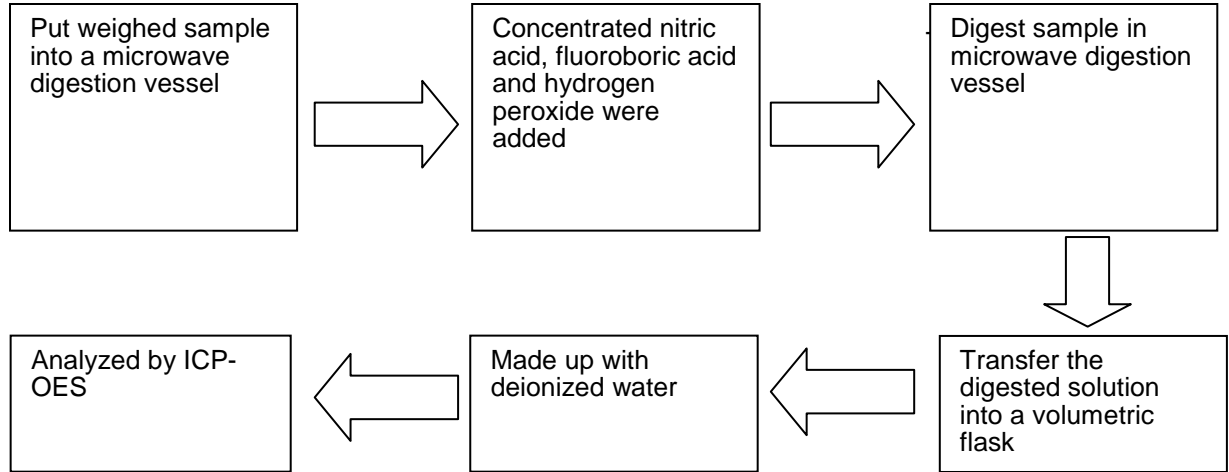 Put weighed sample
into a microwave
digestion vessel
Concentrated nitric
acid, fluoroboric acid
and hydrogen
peroxide were
added
Digest sample in
microwave digestion
vessel
Transfer the
digested solution
into a volumetric
flask
Made up with
deionized water
Analyzed by ICP-
OES